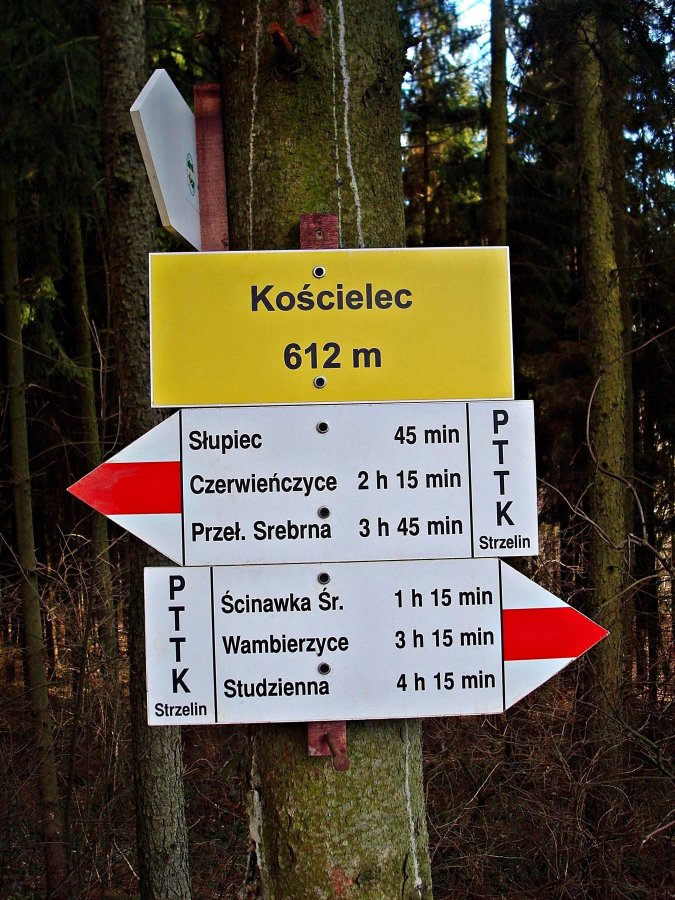 Kościelec
612 m
Słupiec 45 min
Czerwieńczyce 2 h 15 min
Przeł. Srebrna 3 h 45 min
PTTK
Strzelin
PTTK
Strzelin
Ścinawka Śr. 1 h 15 min
Wambierzyce 3 h 15 min
Studzienna 4 h 15 min